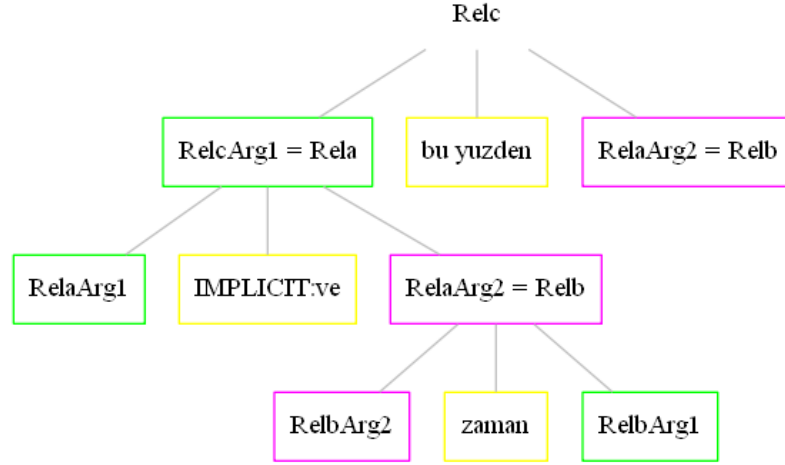 Relc
RelcArg1 = Rela
bu yuzden
RelaArg2 = Relb
RelaArg1
IMPLICIT:ve
RelaArg2 = Relb
RelbArg2
zaman
RelbArg1